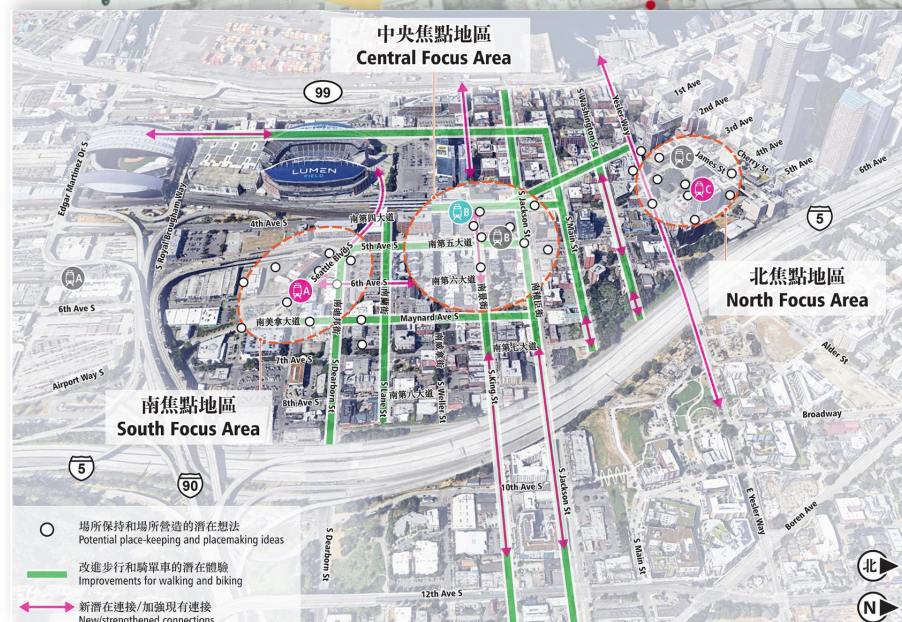 中央焦點地區
Central Focus Area
99
1st Ave
2nd Ave
3rd Ave
4th Ave
5th Ave
6th Ave
Cherry St
James St
S Washington St
Yesler Way
Edgar Martinez Dr S
S Royal Brougham Way
LUMEN
FIELD
C
C
5
4th Ave S
南第四大道
B
S Jackson St
S Main St
5th Ave S
南第五大道
B
Seattle Blvd S
A
6th Ave S
A
6th Ave S
南第六大道
南景街
北焦點地區
North Focus Area
南美拿大道
Maynard Ave S
南第七大道
7th Ave S
S Dearborn St
S Lane St
S Weller St
S King St
Alder St
Airport Way S
8th Ave S
南第八大道
南焦點地區
South Focus Area
Broadway
5
90
10th Ave S
S Jackson St
E Yesler Way
Boren Ave
S Dearborn St
S Main St
12th Ave S
場所保持和場所營造的潛在想法
Potential place-keeping and placemaking ideas
改進步行和騎單車的潛在體驗
Improvements for walking and biking
新潛在連接/加強現有連接
New/strengthened connections
北
N